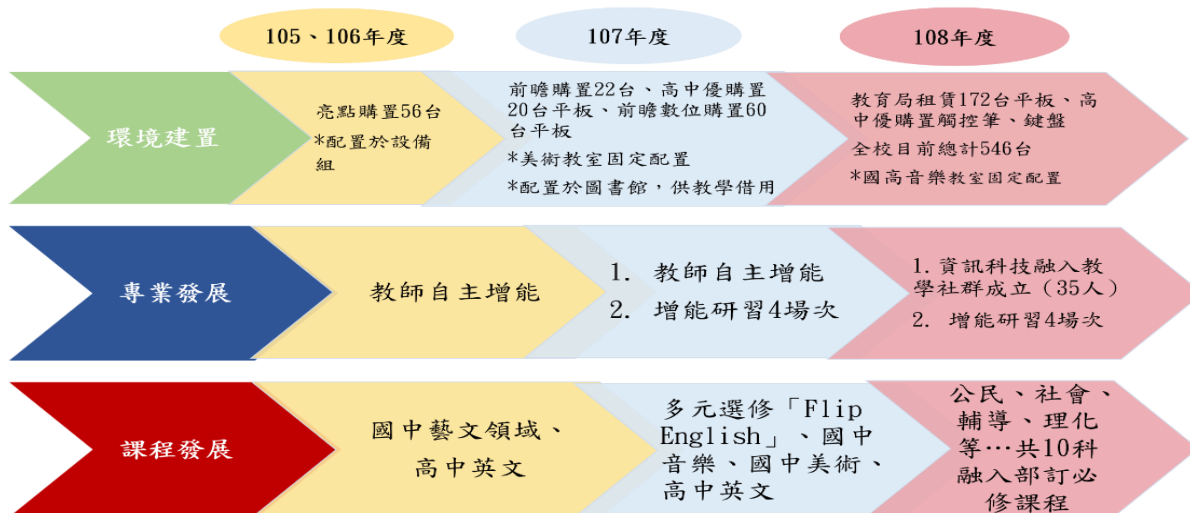 105、106年度
107年度
108年度
環境建置
亮點購置56台
*配置於設備
組
前瞻購置22台、高中優購置
20台平板、前瞻數位購置60
台平板
*美術教室固定配置
*配置於圖書館，供教學借用
教育局租賃172台平板、高
中優購置觸控筆、鍵盤
全校目前總計546台
*國高音樂教室固定配置
專業發展
教師自主增能
1. 教師自主增能
2. 增能研習4場次
1. 資訊科技融入教
學社群成立（35人）
2. 增能研習4場次
課程發展
國中藝文領域、
高中英文
多元選修「Flip
English」、國中
音樂、國中美術、
高中英文
公民、社會、
輔導、理化
等…共10科
融入部訂必
修課程